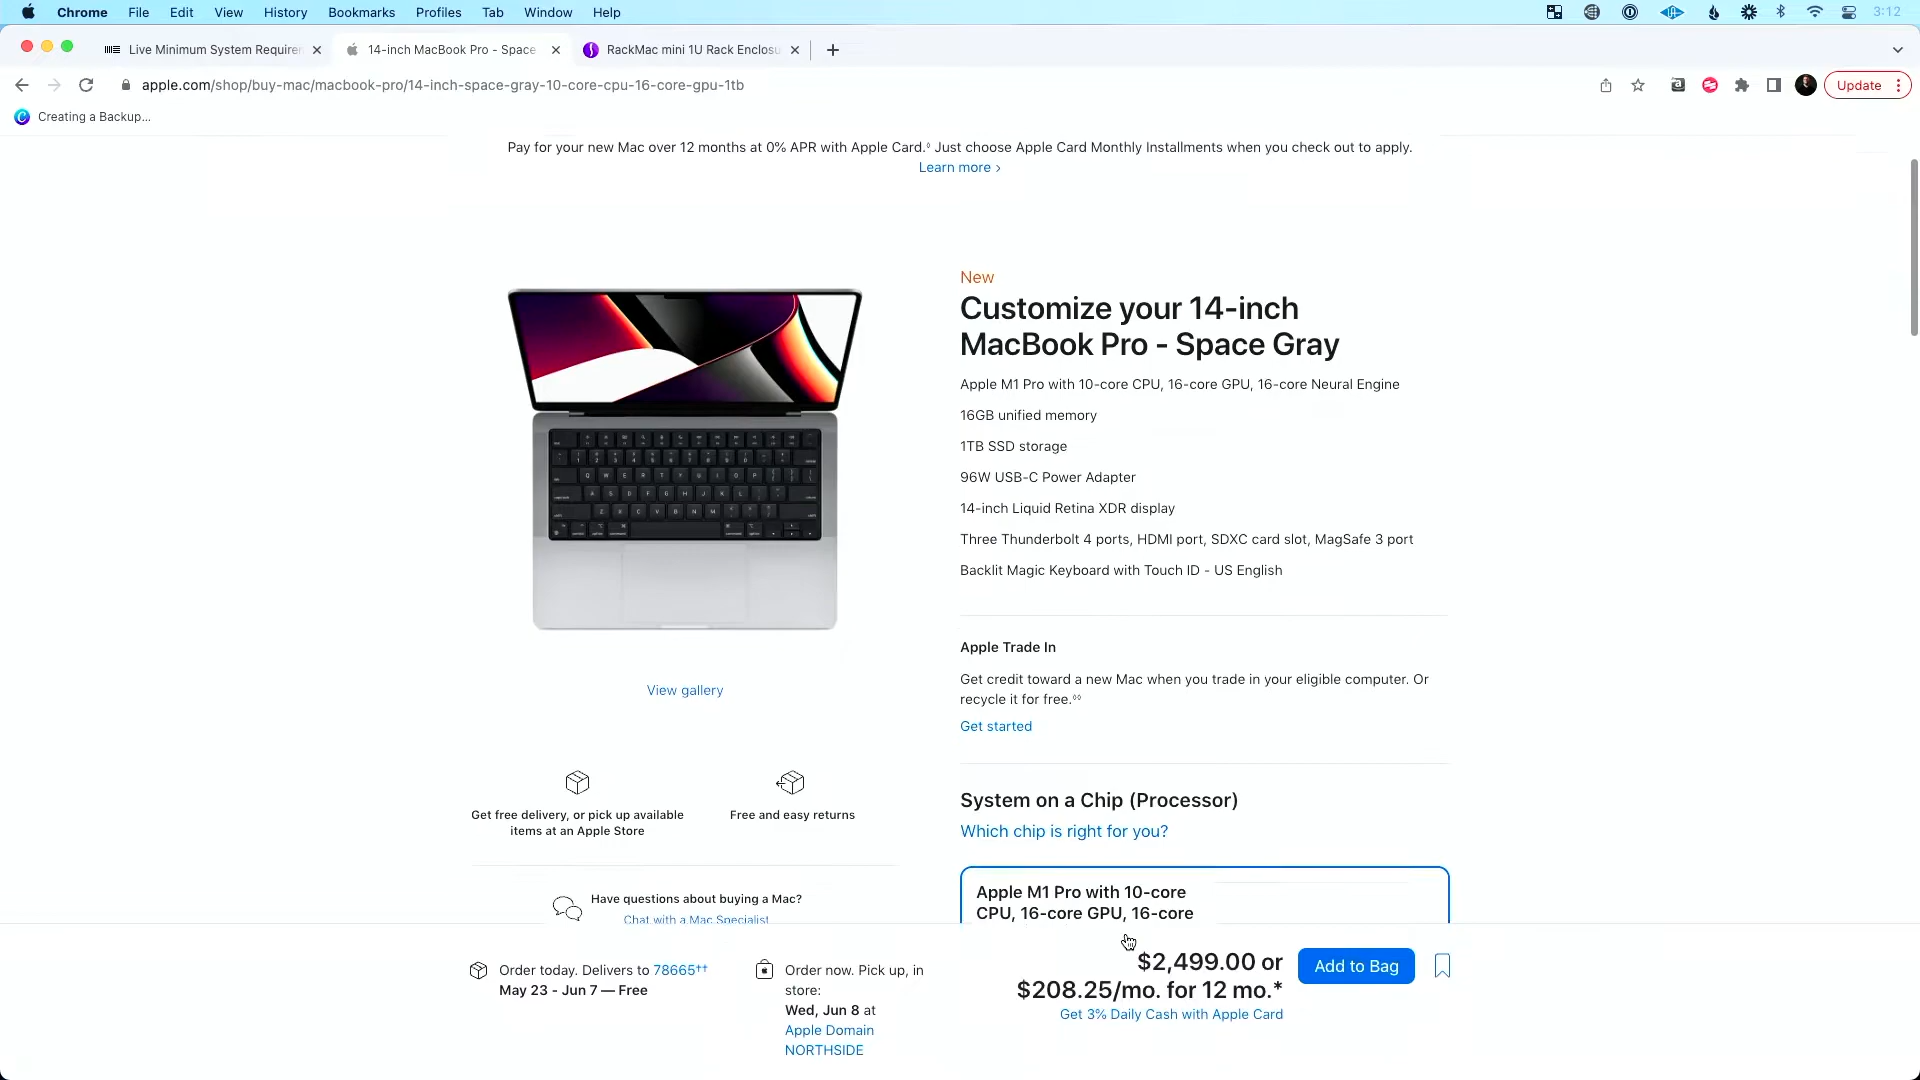 Chrome File Edit View History Bookmarks Profiles Tab Window Help 3:12
Live Minimum System Requirem 14-inch MacBook Pro - Space RackMac mini 1U Rack Enclosu
apple.com/shop/buy-mac/macbook-pro/14-inch-space-gray-10-core-cpu-16-core-gpu-1tb Update
Creating a Backup...
Pay for your new Mac over 12 months at 0% APR with Apple Card.◊ Just choose Apple Card Monthly Installments when you check out to apply.
Learn more >
New
Customize your 14-inch
MacBook Pro - Space Gray
Apple M1 Pro with 10-core CPU, 16-core GPU, 16-core Neural Engine
16GB unified memory
1TB SSD storage
96W USB-C Power Adapter
14-inch Liquid Retina XDR display
Three Thunderbolt 4 ports, HDMI port, SDXC card slot, MagSafe 3 port
Backlit Magic Keyboard with Touch ID - US English
View gallery
Apple Trade In
Get credit toward a new Mac when you trade in your eligible computer. Or
recycle it for free.◊◊
Get started
Get free delivery, or pick up available
items at an Apple Store
Free and easy returns
System on a Chip (Processor)
Which chip is right for you?
Have questions about buying a Mac?
Chat with a Mac Specialist
Apple M1 Pro with 10-core
CPU, 16-core GPU, 16-core
Order today. Delivers to 78665††
May 23 - Jun 7 — Free
Order now. Pick up, in
store:
Wed, Jun 8 at
Apple Domain
NORTHSIDE
$2,499.00 or
$208.25/mo. for 12 mo.*
Get 3% Daily Cash with Apple Card
Add to Bag